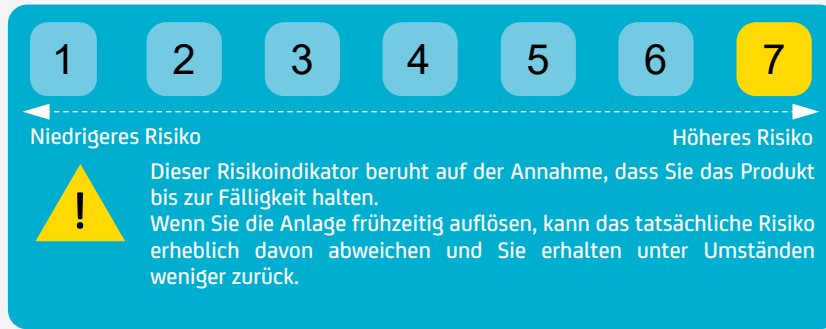 1 2 3 4 5 6 7
Niedrigeres Risiko Höheres Risiko
Dieser Risikoindikator beruht auf der Annahme, dass Sie das Produkt
bis zur Fälligkeit halten.
!
Wenn Sie die Anlage frühzeitig auflösen, kann das tatsächliche Risiko
erheblich davon abweichen und Sie erhalten unter Umständen
weniger zurück.